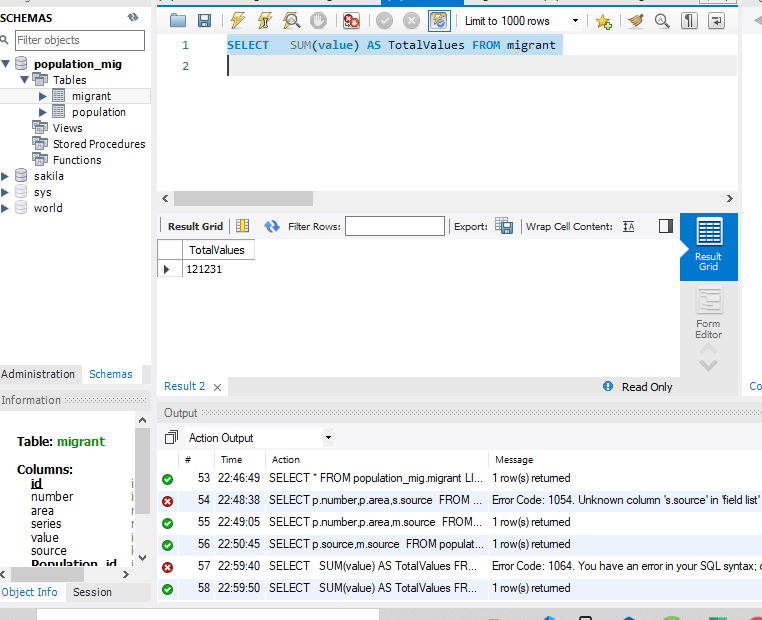 SCHEMAS
Filter objects
population_mig
Tables
migrant
population
Views
Stored Procedures
Functions
sakila
sys
world
Administration Schemas
Information
Table: migrant
Columns:
id
number
area
series
value
source
Population_id
Object Info Session
Limit to 1000 rows
1 SELECT SUM(value) AS TotalValues FROM migrant
2
Result Grid Filter Rows: Export: Wrap Cell Content:
TotalValues
121231
Result Grid
Form Editor
Result 2 Read Only
Co
Output
Action Output
# Time Action Message
53 22:46:49 SELECT * FROM population_mig.migrant LI... 1 row(s) returned
54 22:48:38 SELECT p.number,p.area,s.source FROM ... Error Code: 1054. Unknown column 's.source' in 'field list'
55 22:49:05 SELECT p.number,p.area,m.source FROM... 1 row(s) returned
56 22:50:45 SELECT p.source,m.source FROM populat... 1 row(s) returned
57 22:59:40 SELECT SUM(value) AS TotalValues FR... Error Code: 1064. You have an error in your SQL syntax;
58 22:59:50 SELECT SUM(value) AS TotalValues FR... 1 row(s) returned